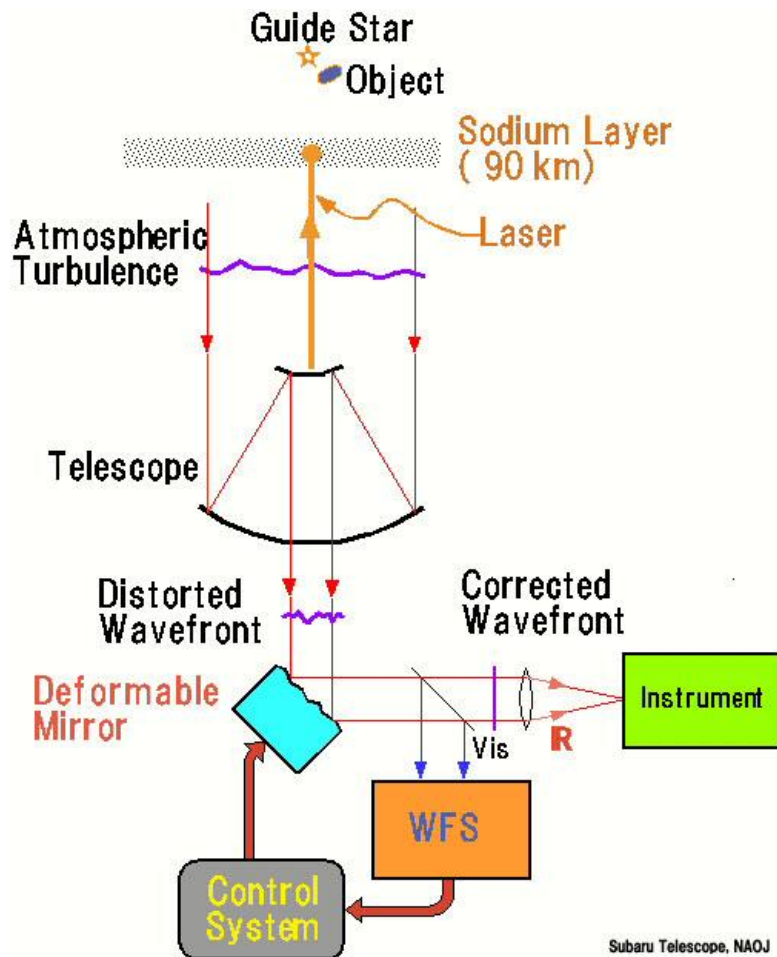 Guide Star
Object
Sodium Layer
( 90 km)
Laser
Atmospheric
Turbulence
Telescope
Distorted
Wavefront
Corrected
Wavefront
Deformable
Mirror
Instrument
Vis
IR
WFS
Control
System
Subaru Telescope, NAOJ